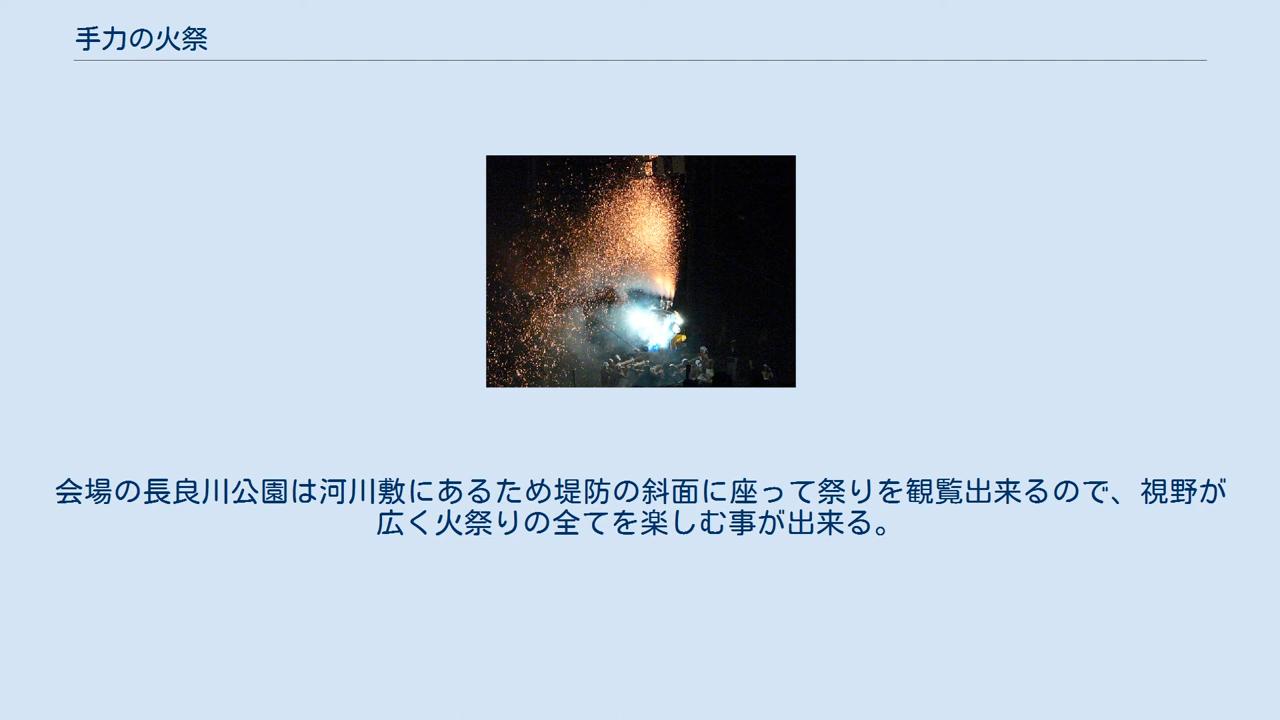 手力の火祭
会場の長良川公園は河川敷にあるため堤防の斜面に座って祭りを観覧出来るので、視野が
広く火祭りの全てを楽しむ事が出来る。